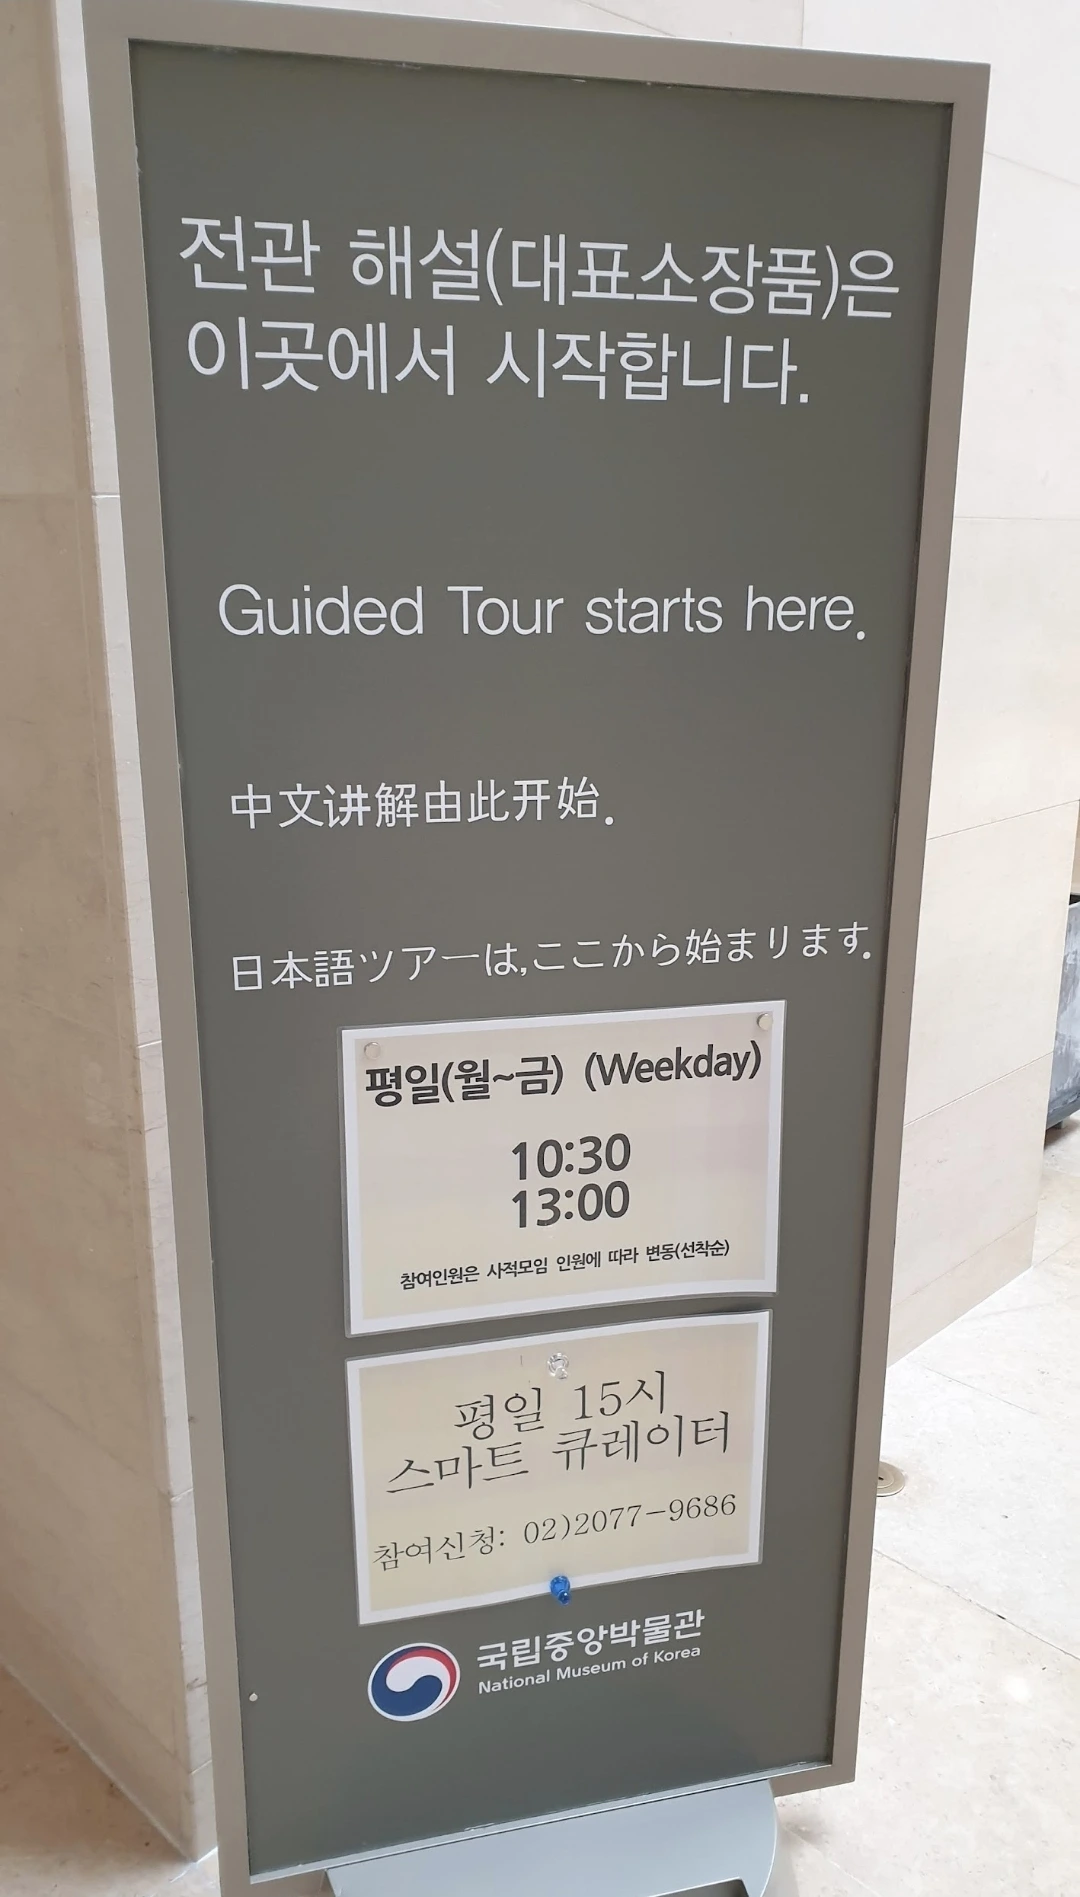 전관 해설(대표소장품)은
이곳에서 시작합니다.
Guided Tour starts here.
中文讲解由此开始.
日本語ツアーは,ここから始まります.
평일(월~금) (Weekday)
10:30
13:00
참여인원은 사적모임 인원에 따라 변동(선착순)
평일 15시
스마트 큐레이터
참여신청: 02)2077-9686
국립중앙박물관
National Museum of Korea